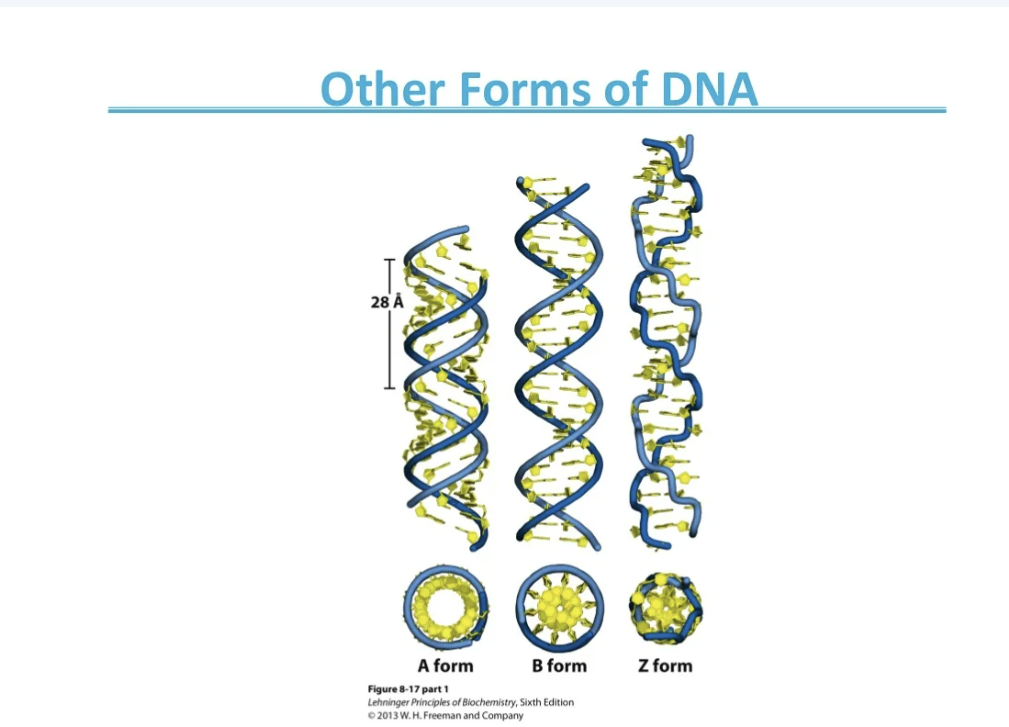 Other Forms of DNA
28 Å
A form B form Z form
Figure 8-17 part 1
Lehninger Principles of Biochemistry, Sixth Edition
© 2013 W. H. Freeman and Company